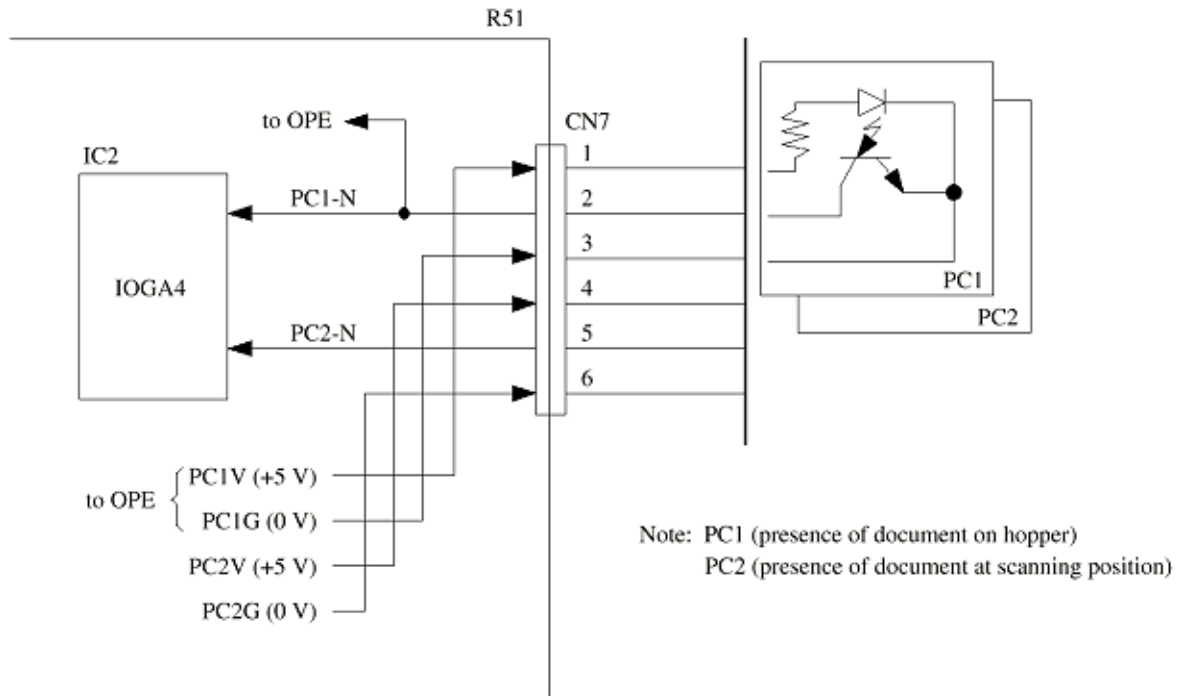 R51
to OPE
CN7
IC2
1
PC1-N
2
3
IOGA4
4
PC1
PC2
PC2-N
5
6
to OPE
PC1V (+5 V)
PC1G (0 V)
PC2V (+5 V)
PC2G (0 V)
Note: PC1 (presence of document on hopper)
PC2 (presence of document at scanning position)